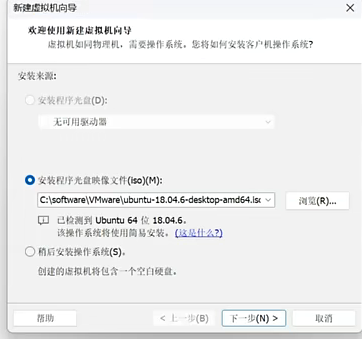 新建虚拟机向导
欢迎使用新建虚拟机向导
虚拟机如同物理机，需要操作系统。您将如何安装客户机操作系统?
安装来源:
安装程序光盘(D):
无可用驱动器
安装程序光盘映像文件(iso)(M):
C:\software\VMware\ubuntu-18.04.6-desktop-amd64.iso
浏览(R)...
已检测到 Ubuntu 64 位 18.04.6。
该操作系统将使用简易安装。(这是什么?)
稍后安装操作系统(S)。
创建的虚拟机将包含一个空白硬盘。
帮助
< 上一步(B)
下一步(N) >
取消